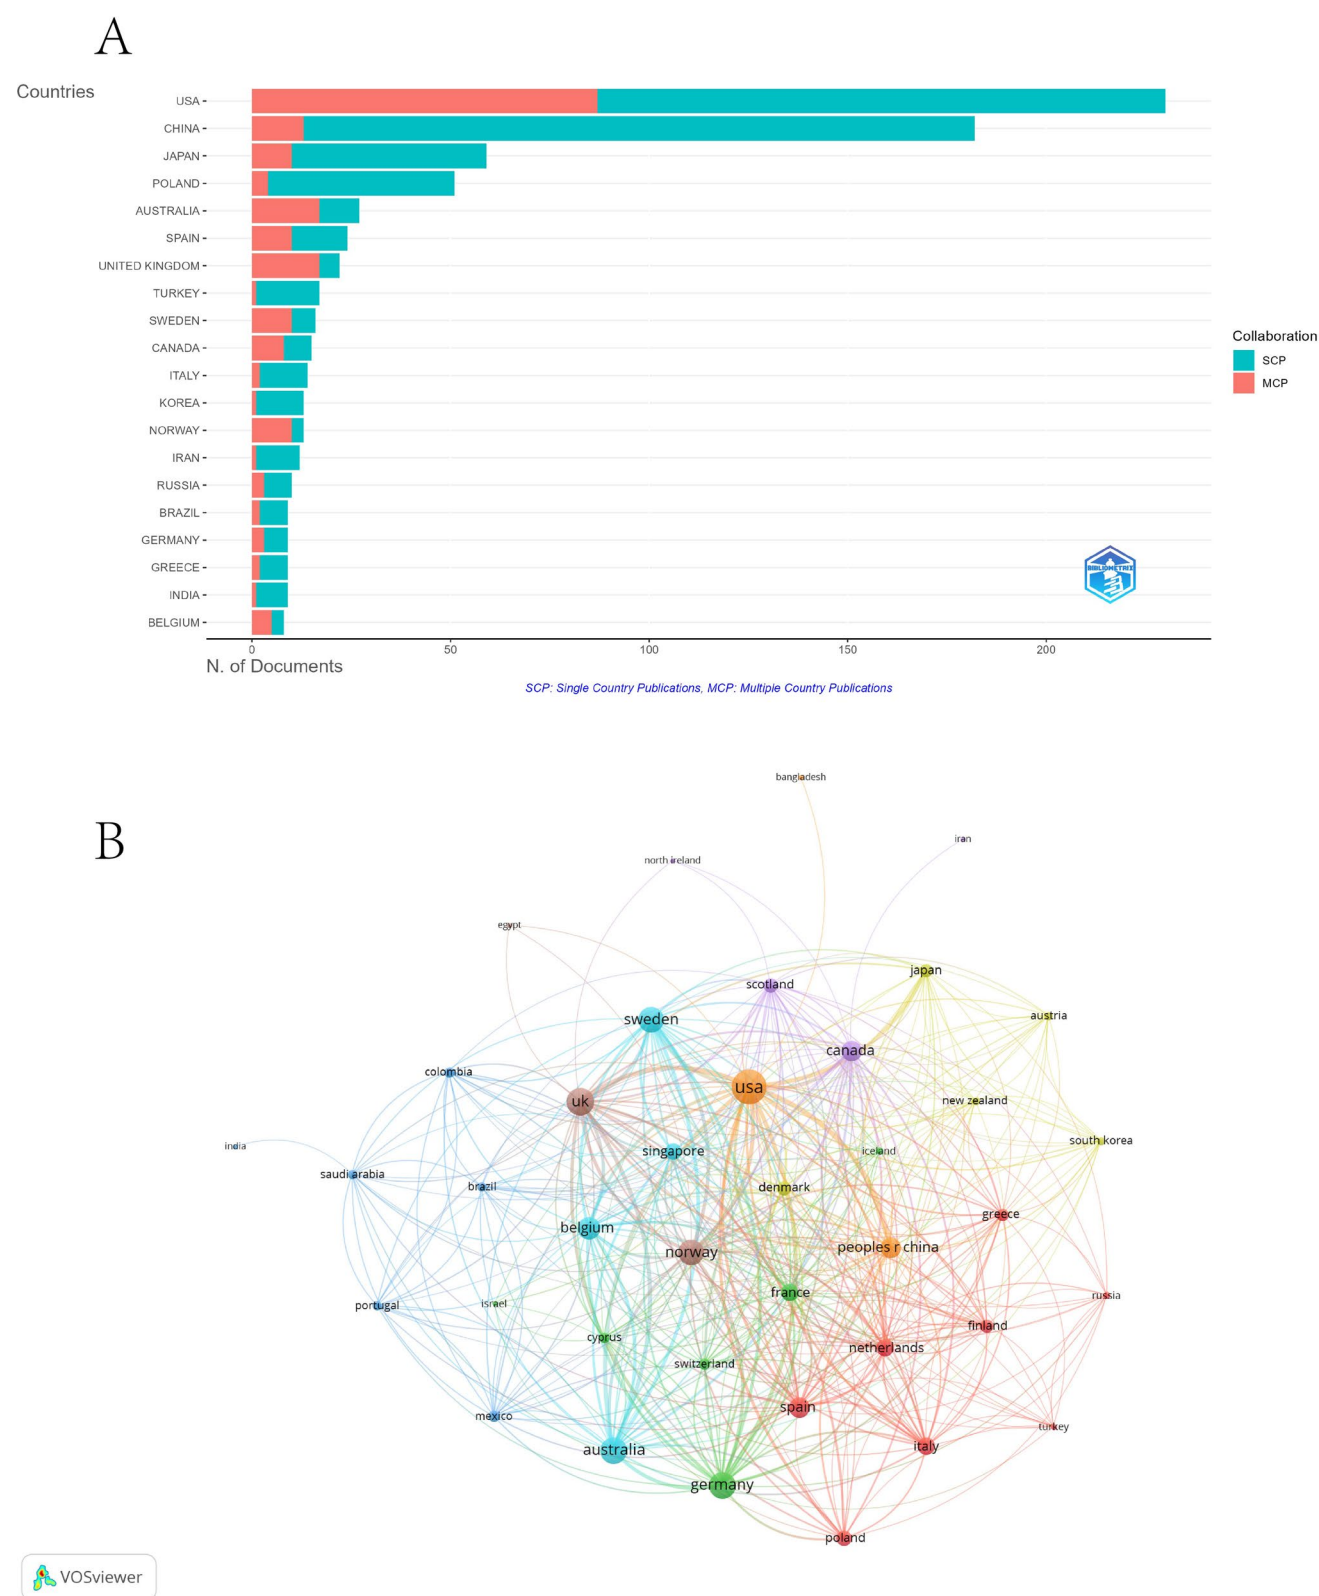 A
Countries
USA
CHINA
JAPAN
POLAND
AUSTRALIA
SPAIN
UNITED KINGDOM
TURKEY
SWEDEN
CANADA
ITALY
KOREA
NORWAY
IRAN
RUSSIA
BRAZIL
GERMANY
GREECE
INDIA
BELGIUM
Collaboration
SCP
MCP
BIBLIOMETRIX
0 50 100 150 200
N. of Documents
SCP: Single Country Publications, MCP: Multiple Country Publications
B
bangladesh
iran
north ireland
egypt
japan
scotland
austria
sweden
canada
colombia
usa
uk
new zealand
south korea
india
singapore
iceland
saudi arabia
brazil
denmark
greece
belgium
peoples r china
norway
france
russia
israel
portugal
finland
cyprus
netherlands
switzerland
spain
mexico
turkey
italy
australia
germany
poland
VOSviewer